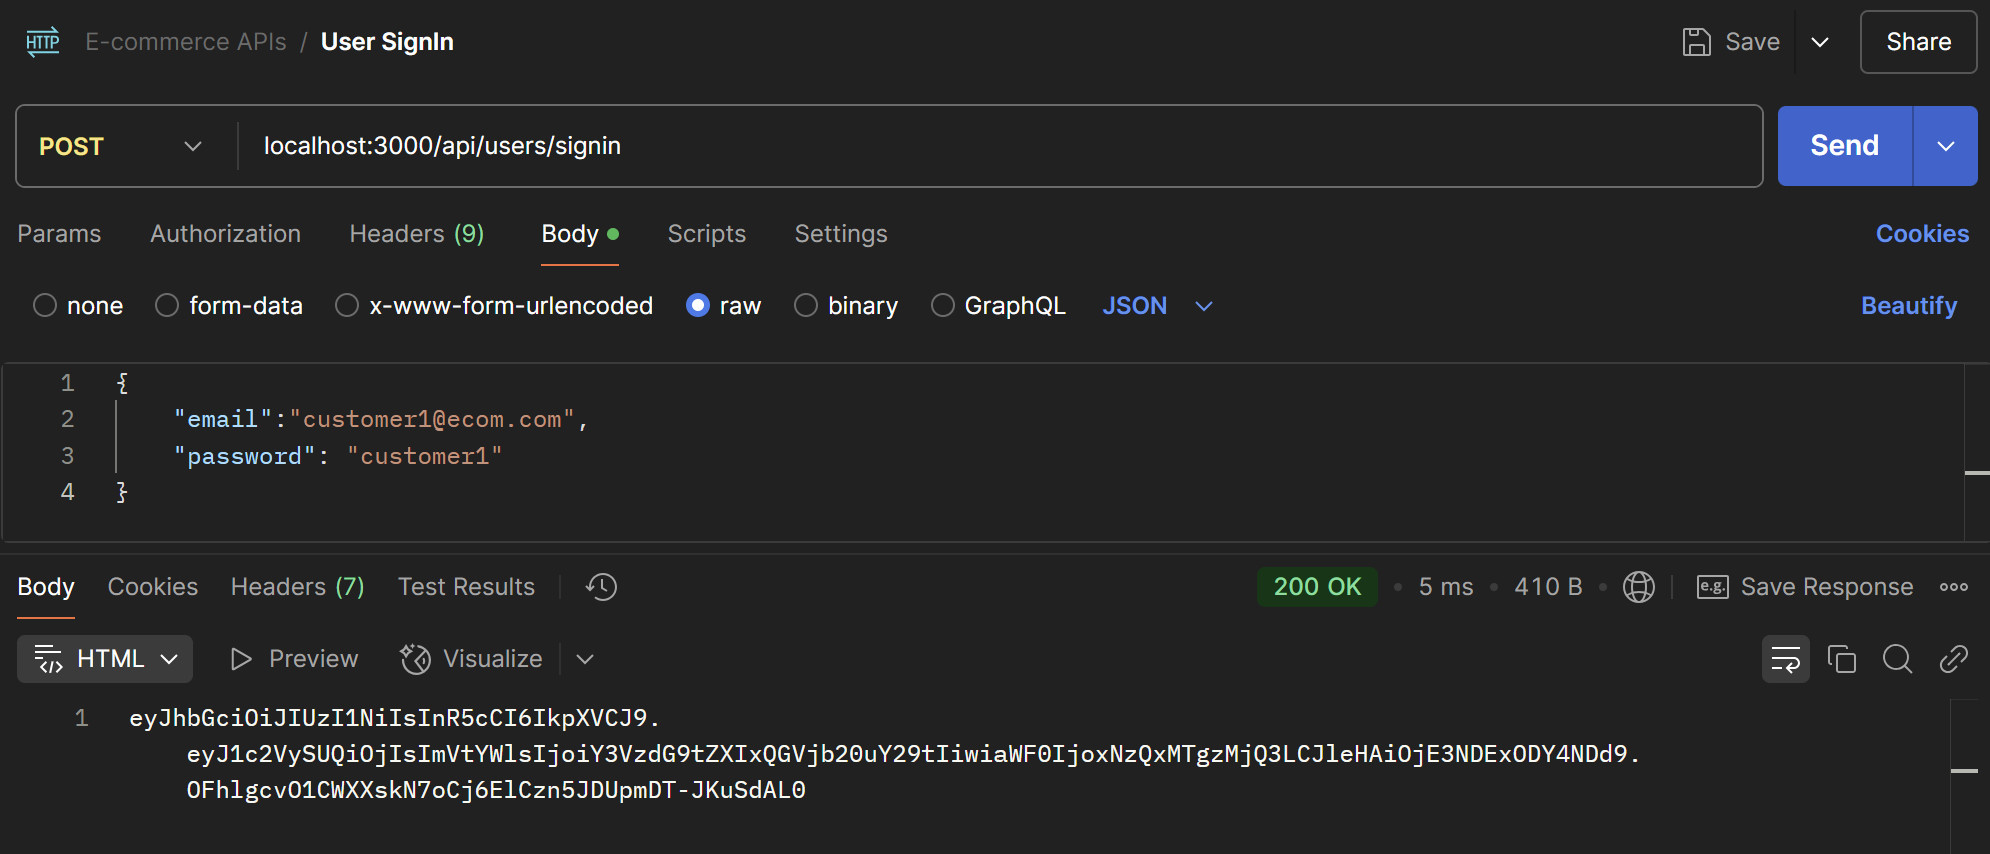 HTTP E-commerce APIs / User SignIn Save Share
POST localhost:3000/api/users/signin Send
Params Authorization Headers (9) Body Scripts Settings Cookies
none form-data x-www-form-urlencoded raw binary GraphQL JSON Beautify
1 {
2 "email":"customer1@ecom.com",
3 "password": "customer1"
4 }
Body Cookies Headers (7) Test Results 200 OK • 5 ms • 410 B • e.g. Save Response
HTML Preview Visualize
1 eyJhbGciOiJIUzI1NiIsInR5cCI6IkpXVCJ9.
eyJ1c2VySUQiOjIsImVtYWlsIjoiY3VzdG9tZXIxQGVjb20uY29tIiwiaWF0IjoxNzQxMTgzMjQ3LCJleHAiOjE3NDExODY4NDd9.
OFhlgcvO1CWXXskN7oCj6ElCzn5JDUpmDT-JKuSdAL0